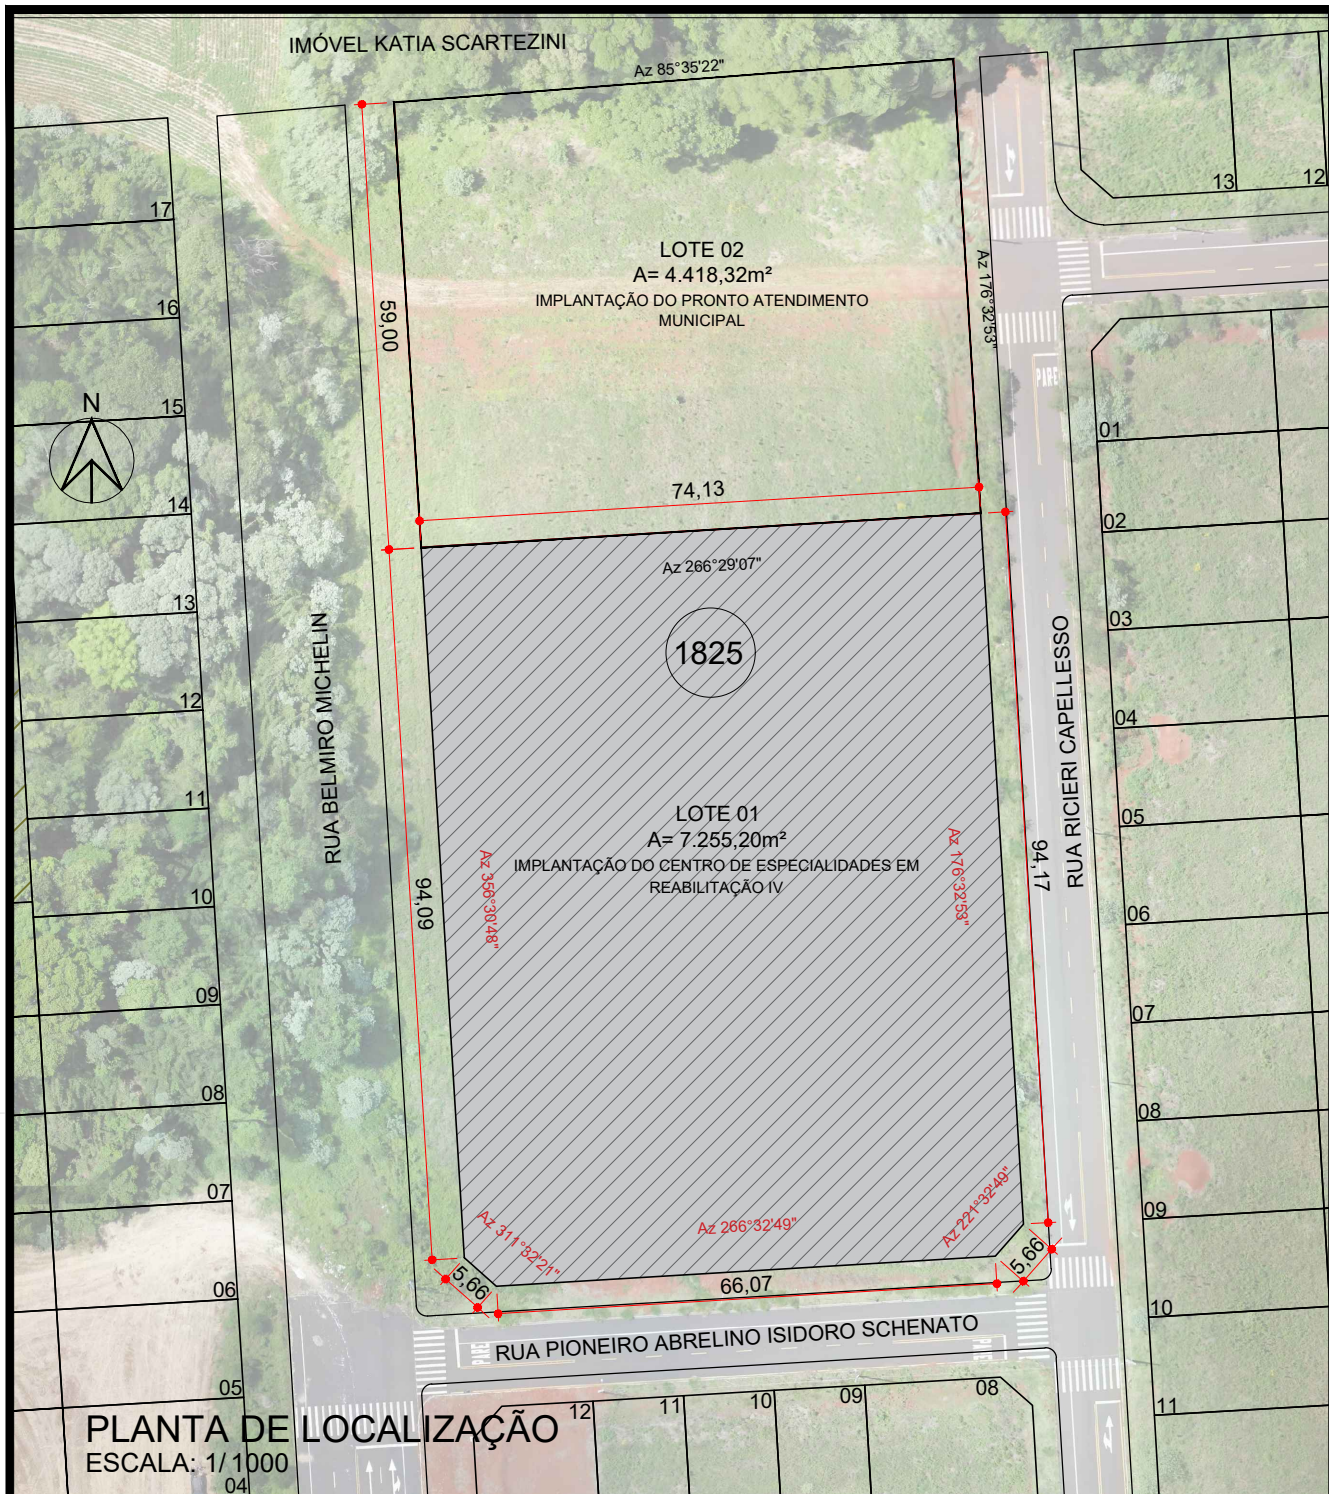 IMÓVEL KATIA SCARTEZINI
Az 85°35'22"
13
12
17
LOTE 02
A= 4.418,32m²
IMPLANTAÇÃO DO PRONTO ATENDIMENTO
MUNICIPAL
Az 176°32'53"
59,00
16
PARE
N
15
01
14
74,13
02
Az 266°29'07"
13
03
1825
RUA BELMIRO MICHELIN
RUA RICIERI CAPELLESSO
12
04
11
05
LOTE 01
A= 7.255,20m²
IMPLANTAÇÃO DO CENTRO DE ESPECIALIDADES EM
REABILITAÇÃO IV
Az 356°30'48"
Az 176°32'53"
94,09
94,17
10
06
09
07
08
08
07
09
Az 311°32'21"
Az 266°32'49"
Az 221°32'49"
5,66
66,07
5,66
06
10
RUA PIONEIRO ABRELINO ISIDORO SCHENATO
PARE
PARE
05
12
11
10
09
08
11
PLANTA DE LOCALIZAÇÃO
ESCALA: 1/1000
04